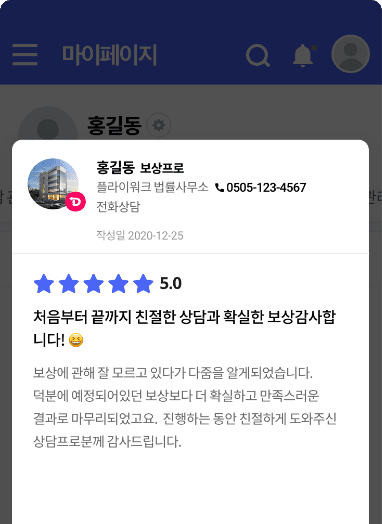 마이페이지
홍길동
홍길동 보상프로
플라이워크 법률사무소 0505-123-4567
전화상담
작성일 2020-12-25
5.0
처음부터 끝까지 친절한 상담과 확실한 보상감사합
니다! 😆
보상에 관해 잘 모르고 있다가 다줌을 알게되었습니다.
덕분에 예정되어있던 보상보다 더 확실하고 만족스러운
결과로 마무리되었고요. 진행하는 동안 친절하게 도와주신
상담프로분께 감사드립니다.